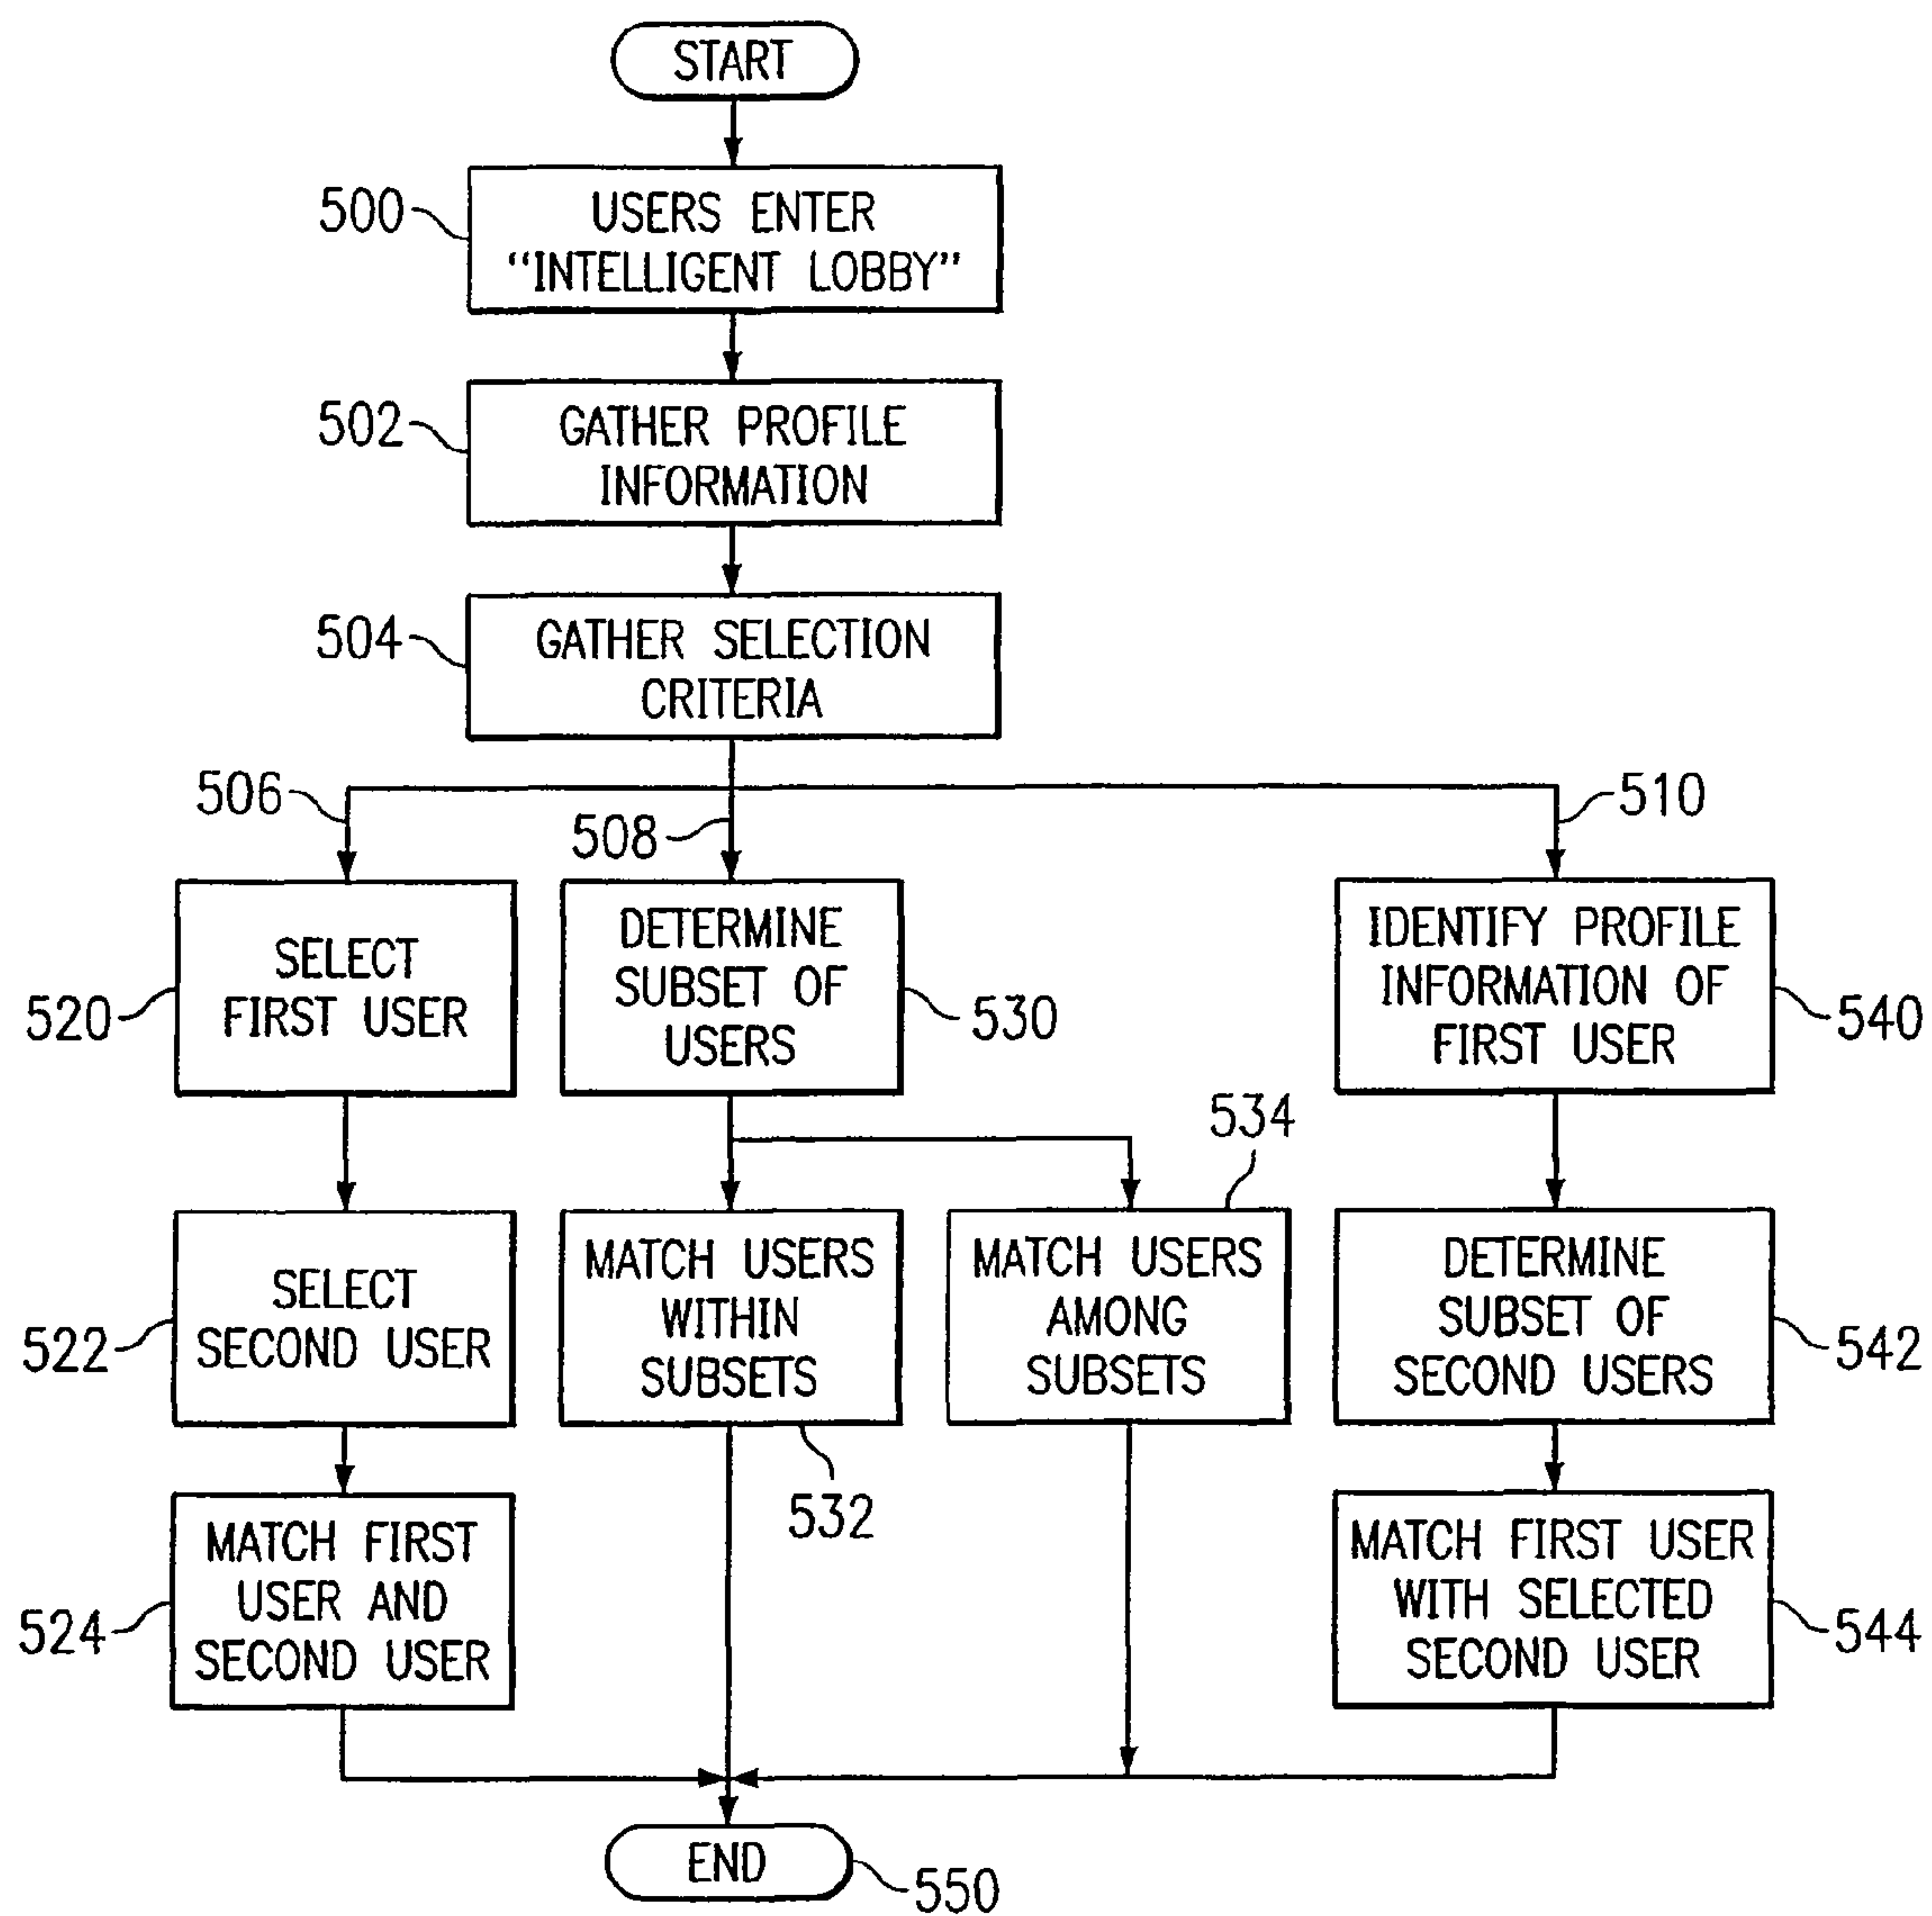 START
500
USERS ENTER
“INTELLIGENT LOBBY”
502
GATHER PROFILE
INFORMATION
504
GATHER SELECTION
CRITERIA
506
508
510
520
SELECT
FIRST USER
DETERMINE
SUBSET OF
USERS
530
IDENTIFY PROFILE
INFORMATION OF
FIRST USER
540
534
522
SELECT
SECOND USER
MATCH USERS
WITHIN
SUBSETS
532
MATCH USERS
AMONG
SUBSETS
DETERMINE
SUBSET OF
SECOND USERS
542
524
MATCH FIRST
USER AND
SECOND USER
MATCH FIRST USER
WITH SELECTED
SECOND USER
544
END
550